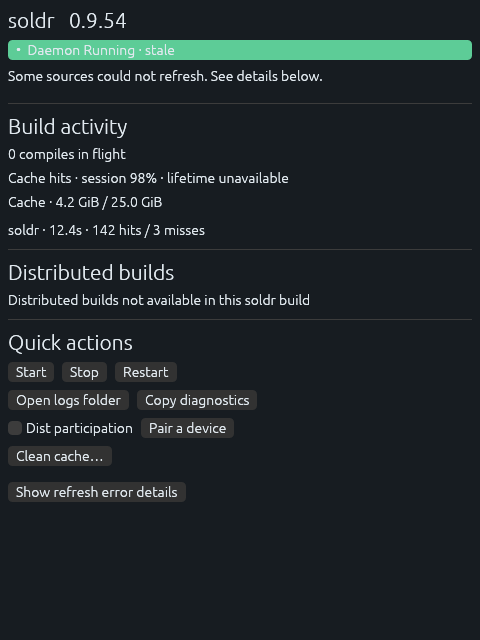 soldr 0.9.54
• Daemon Running · stale
Some sources could not refresh. See details below.
Build activity
0 compiles in flight
Cache hits · session 98% · lifetime unavailable
Cache · 4.2 GiB / 25.0 GiB
soldr · 12.4s · 142 hits / 3 misses
Distributed builds
Distributed builds not available in this soldr build
Quick actions
Start Stop Restart
Open logs folder Copy diagnostics
Dist participation Pair a device
Clean cache…
Show refresh error details